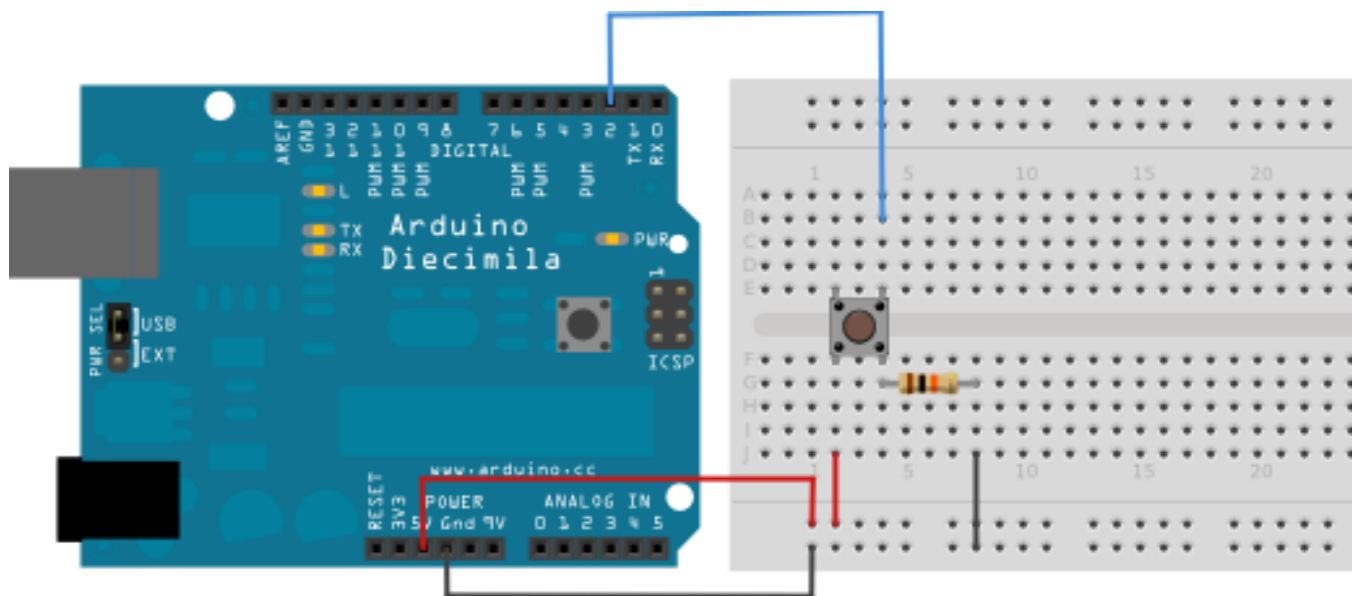 AREF GND 13 12 11 10 9 8 7 6 5 4 3 2 1 0
DIGITAL
PWM PWM PWM PWM PWM PWM TX RX
L
TX
RX
Arduino
Diecimila
PWR
1
ICSP
PWR SEL
USB
EXT
www.arduino.cc
POWER
ANALOG IN
RESET 3V3 5V Gnd 9V 0 1 2 3 4 5
1 5 10 15 20
A
B
C
D
E
F
G
H
I
J
1 5 10 15 20